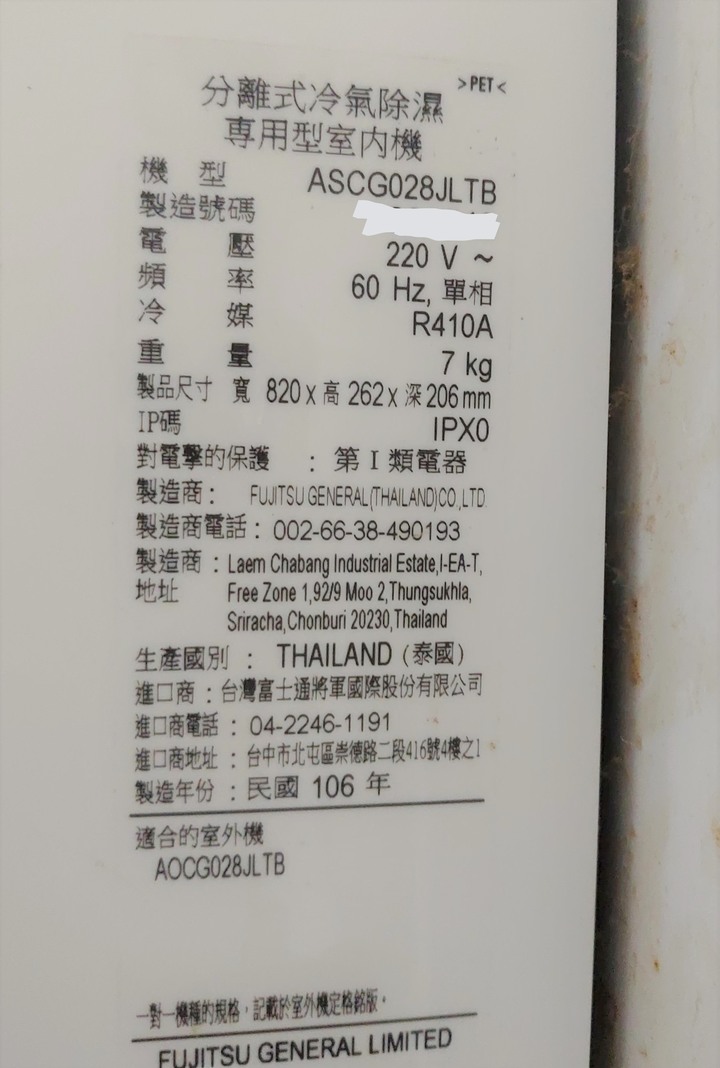 >PET<
分離式冷氣除濕
專用型室內機
機型 ASCG028JLTB
製造號碼
電壓 220 V ~
頻率 60 Hz, 單相
冷媒 R410A
重量 7 kg
製品尺寸 寬 820 x 高 262 x 深 206 mm
IP碼 IPX0
對電擊的保護 : 第 I 類電器
製造商: FUJITSU GENERAL(THAILAND)CO.,LTD
製造商電話: 002-66-38-490193
製造商: Laem Chabang Industrial Estate,I-EA-T,
地址 Free Zone 1,92/9 Moo 2,Thungsukhla,
Sriracha,Chonburi 20230,Thailand
生產國別 : THAILAND (泰國)
進口商:台灣富士通將軍國際股份有限公司
進口商電話 : 04-2246-1191
進口商地址 : 台中市北屯區崇德路二段416號4樓之1
製造年份 : 民國 106 年
適合的室外機
AOCG028JLTB
一對一機種的規格,記載於室外機定格銘版。
FUJITSU GENERAL LIMITED